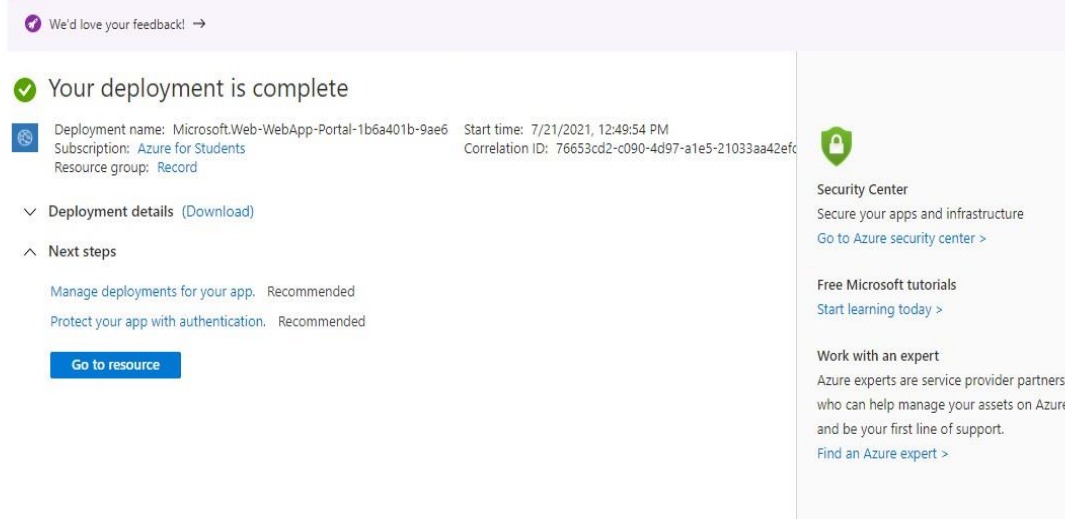 We'd love your feedback! →
Your deployment is complete
Deployment name: Microsoft.Web-WebApp-Portal-1b6a401b-9ae6 Start time: 7/21/2021, 12:49:54 PM
Subscription: Azure for Students Correlation ID: 76653cd2-c090-4d97-a1e5-21033aa42efc
Resource group: Record
Deployment details (Download)
Next steps
Manage deployments for your app. Recommended
Protect your app with authentication. Recommended
Go to resource
Security Center
Secure your apps and infrastructure
Go to Azure security center >
Free Microsoft tutorials
Start learning today >
Work with an expert
Azure experts are service provider partners
who can help manage your assets on Azure
and be your first line of support.
Find an Azure expert >